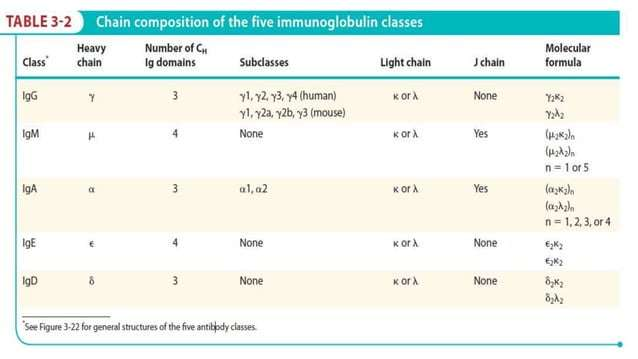 TABLE 3-2 Chain composition of the five immunoglobulin classes
Class* Heavy chain Number of CH Ig domains Subclasses Light chain J chain Molecular formula
IgG γ 3 γ1, γ2, γ3, γ4 (human) κ or λ None γ₂κ₂
γ1, γ2a, γ2b, γ3 (mouse) γ₂λ₂
IgM μ 4 None κ or λ Yes (μ₂κ₂)n
(μ₂λ₂)n
n = 1 or 5
IgA α 3 α1, α2 κ or λ Yes (α₂κ₂)n
(α₂λ₂)n
n = 1, 2, 3, or 4
IgE ϵ 4 None κ or λ None ϵ₂κ₂
ϵ₂κ₂
IgD δ 3 None κ or λ None δ₂κ₂
δ₂λ₂
*See Figure 3-22 for general structures of the five antibody classes.